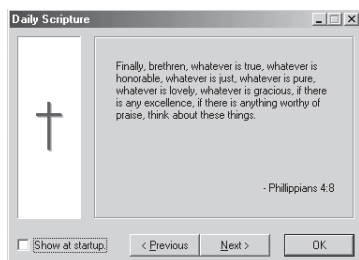 Daily Scripture
Finally, brethren, whatever is true, whatever is
honorable, whatever is just, whatever is pure,
whatever is lovely, whatever is gracious, if there
is any excellence, if there is anything worthy of
praise, think about these things.
- Phillippians 4:8
Show at startup.
< Previous
Next >
OK